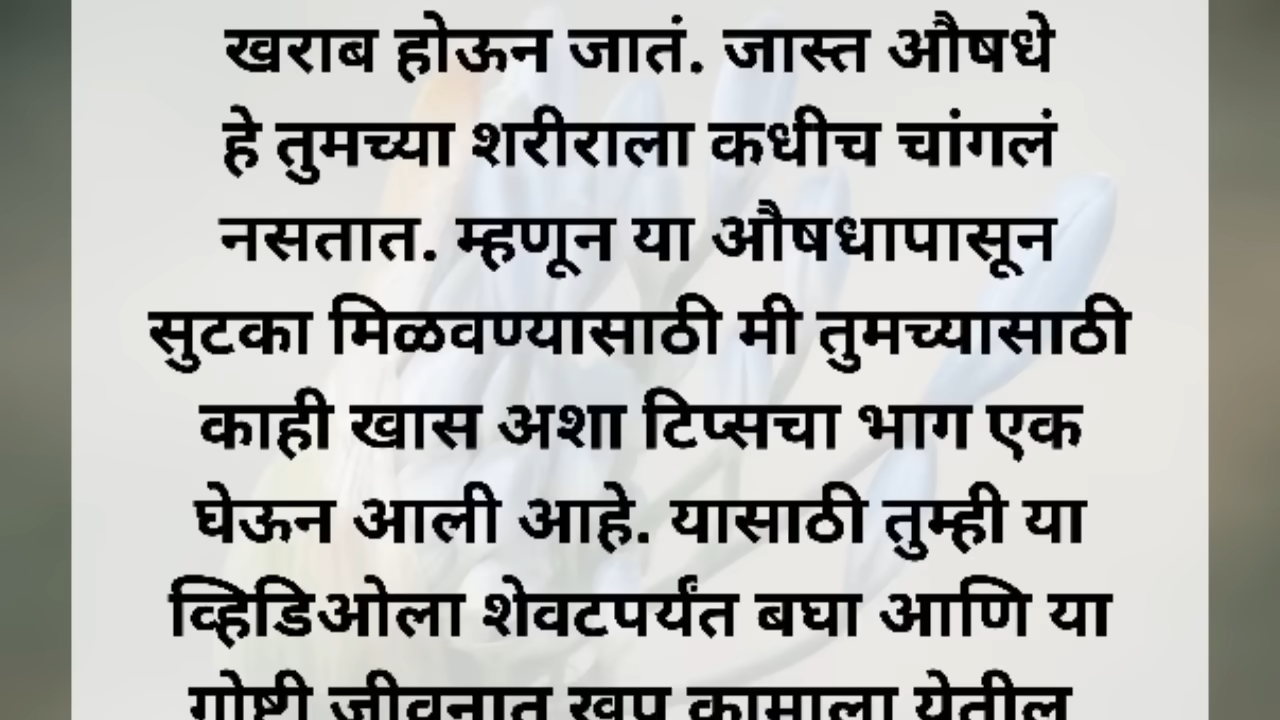 खराब होऊन जातं. जास्त औषधे
हे तुमच्या शरीराला कधीच चांगलं
नसतात. म्हणून या औषधापासून
सुटका मिळवण्यासाठी मी तुमच्यासाठी
काही खास अशा टिप्सचा भाग एक
घेऊन आली आहे. यासाठी तुम्ही या
व्हिडिओला शेवटपर्यंत बघा आणि या
गोष्टी जीवनात खूप कामाला येतील